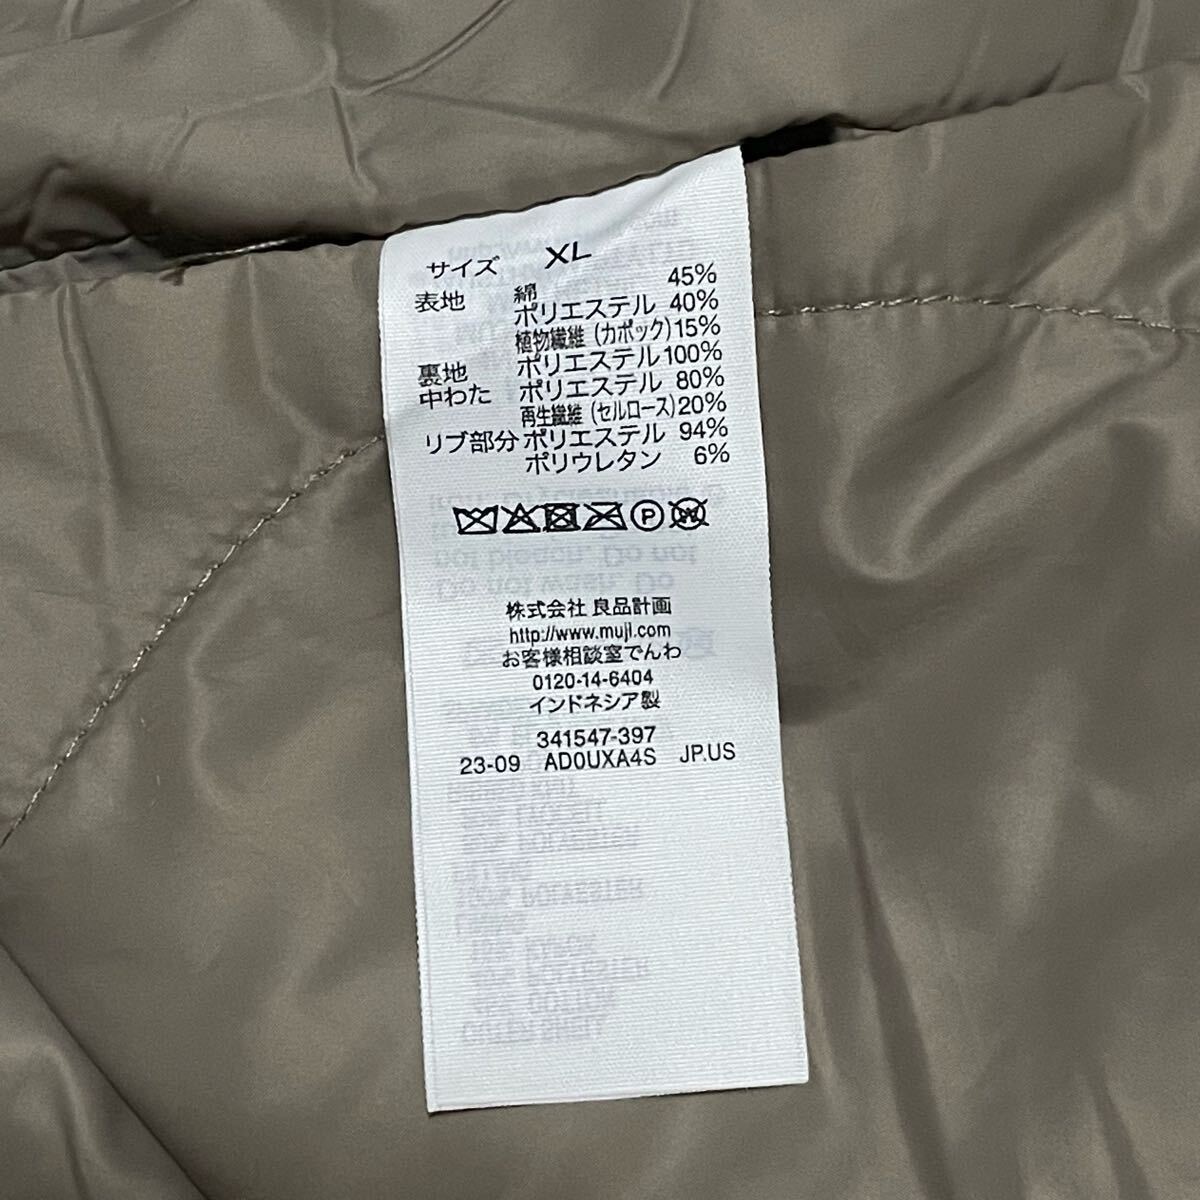 サイズ XL
表地 綿 45%
ポリエステル 40%
植物繊維(カポック)15%
裏地 ポリエステル100%
中わた ポリエステル 80%
再生繊維(セルロース)20%
リブ部分 ポリエステル 94%
ポリウレタン 6%
P W
株式会社 良品計画
http://www.muji.com
お客様相談室でんわ
0120-14-6404
インドネシア製
341547-397
23-09 AD0UXA4S JP.US